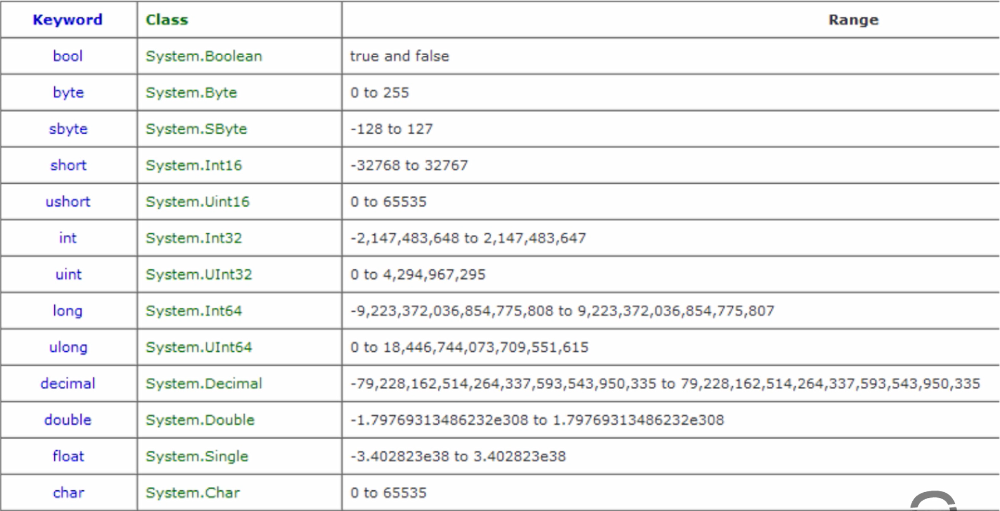 Keyword Class Range
bool System.Boolean true and false
byte System.Byte 0 to 255
sbyte System.SByte -128 to 127
short System.Int16 -32768 to 32767
ushort System.Uint16 0 to 65535
int System.Int32 -2,147,483,648 to 2,147,483,647
uint System.UInt32 0 to 4,294,967,295
long System.Int64 -9,223,372,036,854,775,808 to 9,223,372,036,854,775,807
ulong System.UInt64 0 to 18,446,744,073,709,551,615
decimal System.Decimal -79,228,162,514,264,337,593,543,950,335 to 79,228,162,514,264,337,593,543,950,335
double System.Double -1.79769313486232e308 to 1.79769313486232e308
float System.Single -3.402823e38 to 3.402823e38
char System.Char 0 to 65535